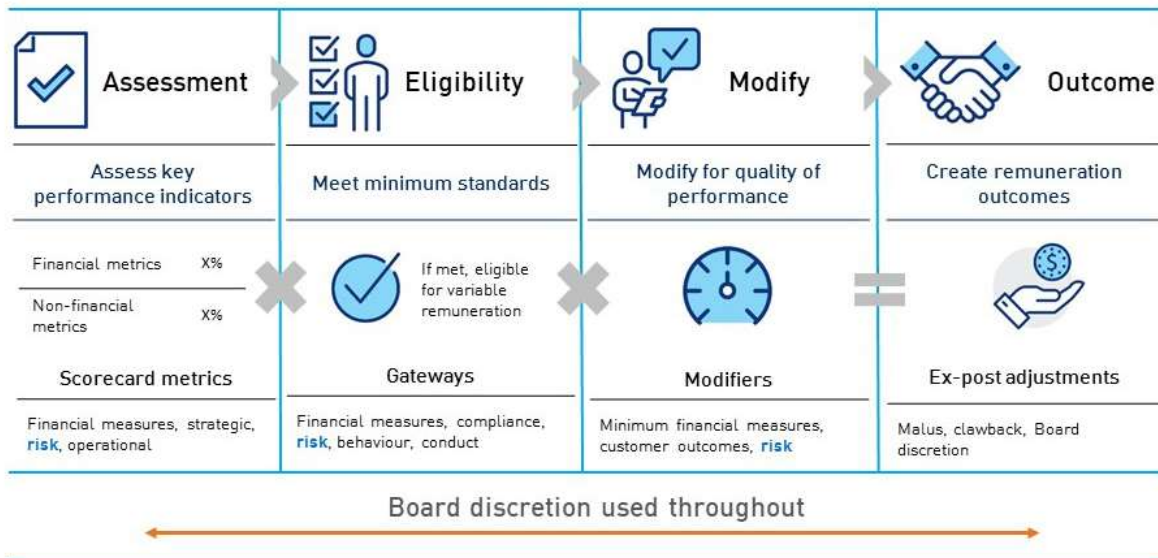 Assessment
Eligibility
Modify
Outcome
Assess key
performance indicators
Meet minimum standards
Modify for quality of
performance
Create remuneration
outcomes
Financial metrics X%
Non-financial
metrics X%
If met, eligible
for variable
remuneration
$
Scorecard metrics
Gateways
Modifiers
Ex-post adjustments
Financial measures, strategic,
risk, operational
Financial measures, compliance,
risk, behaviour, conduct
Minimum financial measures,
customer outcomes, risk
Malus, clawback, Board
discretion
Board discretion used throughout